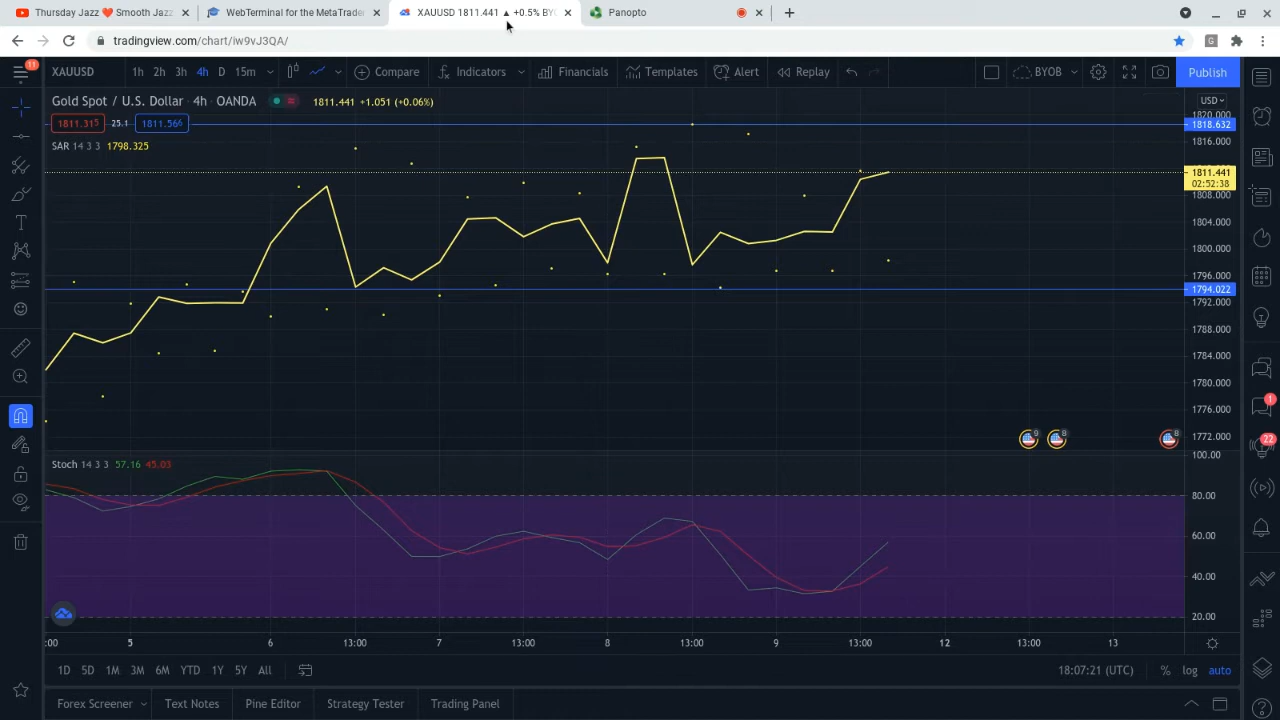 Thursday Jazz ❤️ Smooth Jazz
WebTerminal for the MetaTrader
XAUUSD 1811.441 ▲ +0.5% BYO
Panopto
tradingview.com/chart/iw9vJ3QA/
11
XAUUSD
1h 2h 3h 4h D 15m
Compare
Indicators
Financials
Templates
Alert
Replay
BYOB
Publish
Gold Spot / U.S. Dollar · 4h · OANDA
1811.441 +1.051 (+0.06%)
USD
1811.315 25.1 1811.566
SAR 14 3 3 1798.325
1820.000
1818.632
1816.000
1811.441
02:52:38
1808.000
1804.000
1800.000
1796.000
1794.022
1792.000
1788.000
1784.000
1780.000
1776.000
1772.000
8
8
Stoch 14 3 3 57.16 45.03
100.00
80.00
60.00
40.00
20.00
1
22
:00 5 6 13:00 7 13:00 8 13:00 9 13:00 12 13:00 13
1D 5D 1M 3M 6M YTD 1Y 5Y All
18:07:21 (UTC)
% log auto
Forex Screener
Text Notes
Pine Editor
Strategy Tester
Trading Panel